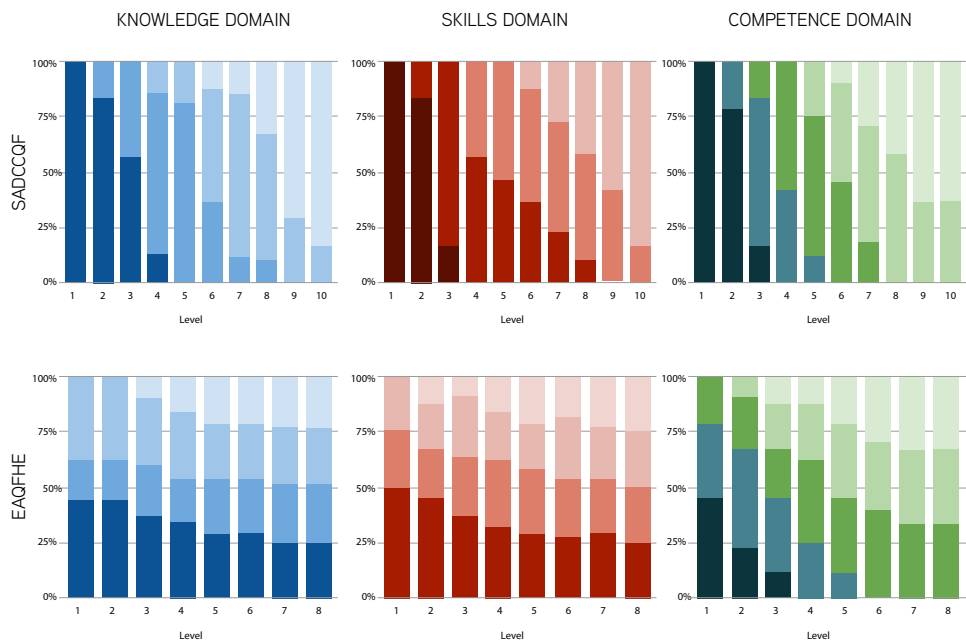 KNOWLEDGE DOMAIN SKILLS DOMAIN COMPETENCE DOMAIN
SADCCQF
100% 100% 100%
75% 75% 75%
50% 50% 50%
25% 25% 25%
0% 0% 0%
1 2 3 4 5 6 7 8 9 10 1 2 3 4 5 6 7 8 9 10 1 2 3 4 5 6 7 8 9 10
Level Level Level
EAQFHE
100% 100% 100%
75% 75% 75%
50% 50% 50%
25% 25% 25%
0% 0% 0%
1 2 3 4 5 6 7 8 1 2 3 4 5 6 7 8 1 2 3 4 5 6 7 8
Level Level Level